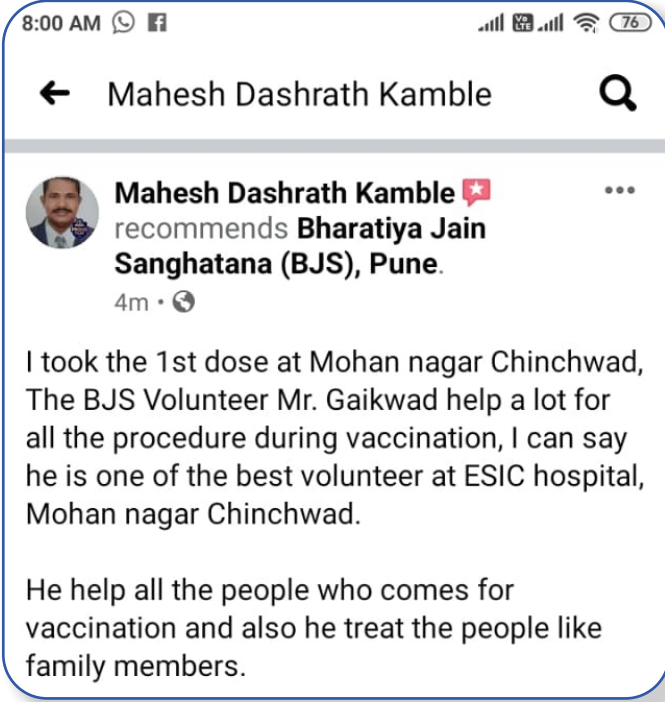 8:00 AM
Vo LTE
76
Mahesh Dashrath Kamble
Mahesh Dashrath Kamble
recommends Bharatiya Jain
Sanghatana (BJS), Pune.
4m •
I took the 1st dose at Mohan nagar Chinchwad,
The BJS Volunteer Mr. Gaikwad help a lot for
all the procedure during vaccination, I can say
he is one of the best volunteer at ESIC hospital,
Mohan nagar Chinchwad.
He help all the people who comes for
vaccination and also he treat the people like
family members.